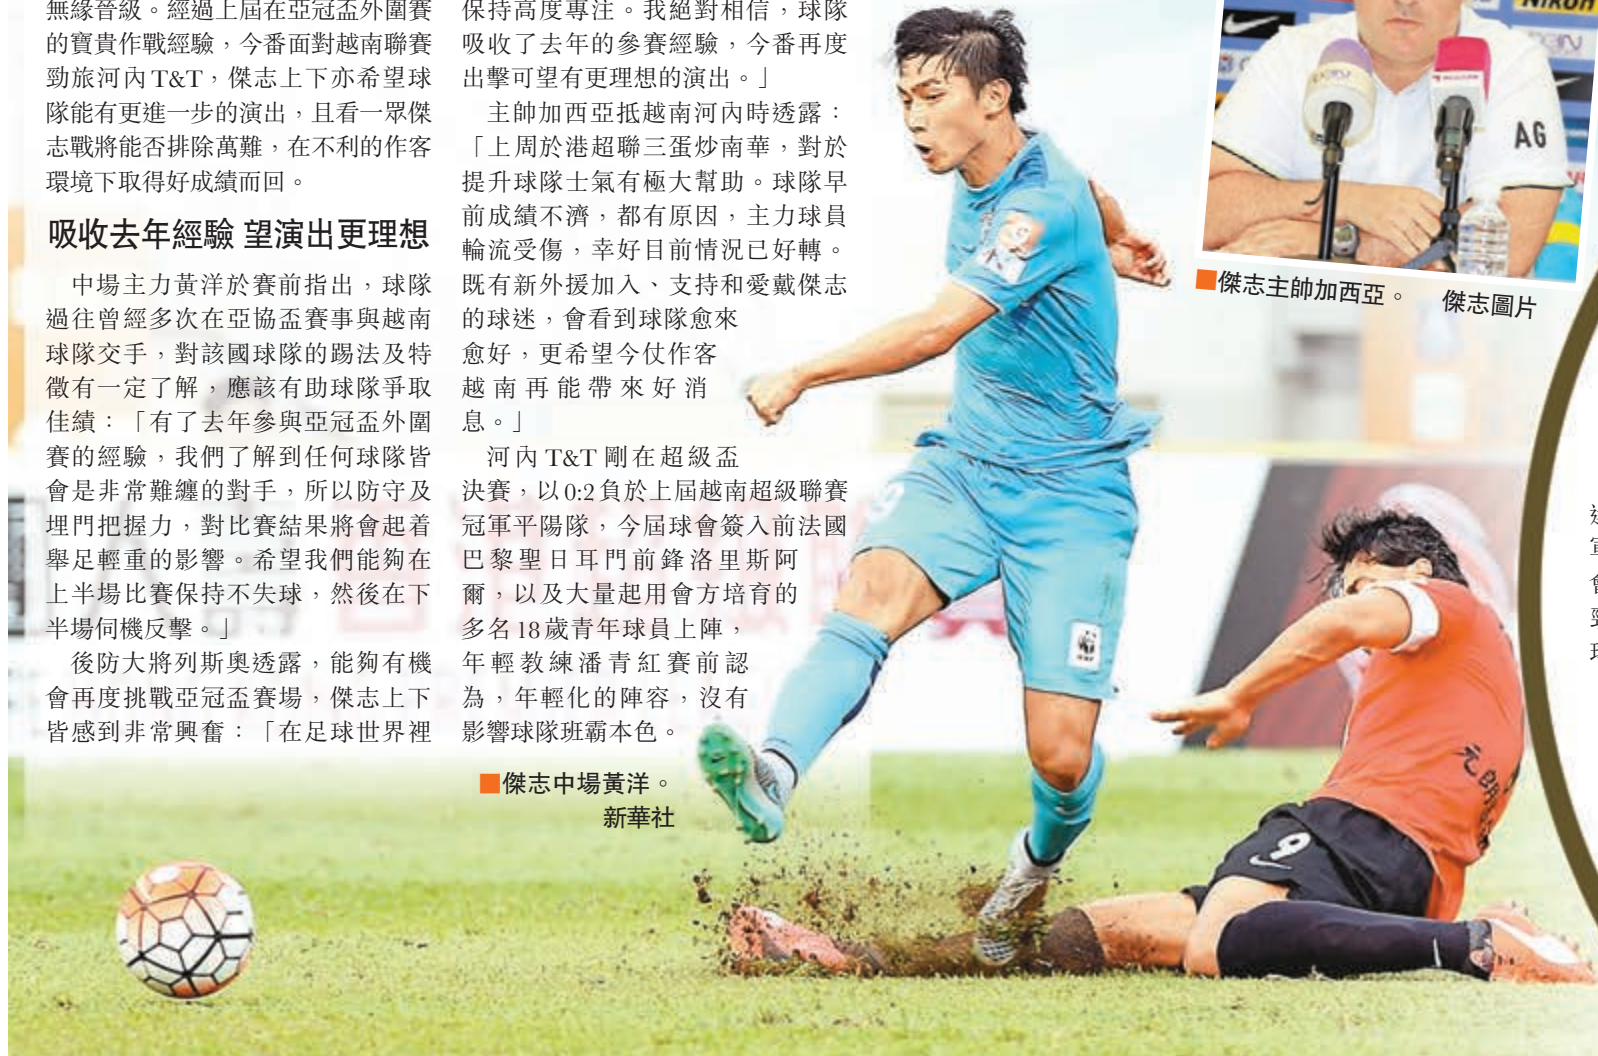 無緣晉級。經過上屆在亞冠盃外圍賽
的寶貴作戰經驗，今番面對越南聯賽
勁旅河內T&T，傑志上下亦希望球
隊能有更進一步的演出，且看一眾傑
志戰將能否排除萬難，在不利的作客
環境下取得好成績而回。
吸收去年經驗 望演出更理想
中場主力黃洋於賽前指出，球隊
過往曾經多次在亞協盃賽事與越南
球隊交手，對該國球隊的踢法及特
徵有一定了解，應該有助球隊爭取
佳績：「有了去年參與亞冠盃外圍
賽的經驗，我們了解到任何球隊皆
會是非常難纏的對手，所以防守及
埋門把握力，對比賽結果將會起着
舉足輕重的影響。希望我們能夠在
上半場比賽保持不失球，然後在下
半場伺機反擊。」
後防大將列斯奧透露，能夠有機
會再度挑戰亞冠盃賽場，傑志上下
皆感到非常興奮：「在足球世界裡
保持高度專注。我絕對相信，球隊
吸收了去年的參賽經驗，今番再度
出擊可望有更理想的演出。」
主帥加西亞抵越南河內時透露：
「上周於港超聯三蛋炒南華，對於
提升球隊士氣有極大幫助。球隊早
前成績不濟，都有原因，主力球員
輪流受傷，幸好目前情況已好轉。
既有新外援加入、支持和愛戴傑志
的球迷，會看到球隊愈來
愈好，更希望今仗作客
越南再能帶來好消
息。」
河內T&T剛在超級盃
決賽，以0:2負於上屆越南超級聯賽
冠軍平陽隊，今屆球會簽入前法國
巴黎聖日耳門前鋒洛里斯阿
爾，以及大量起用會方培育的
多名18歲青年球員上陣，
年輕教練潘青紅賽前認
為，年輕化的陣容，沒有
影響球隊班霸本色。
■傑志中場黃洋。
新華社
AG
■傑志主帥加西亞。 傑志圖片
9
元朗